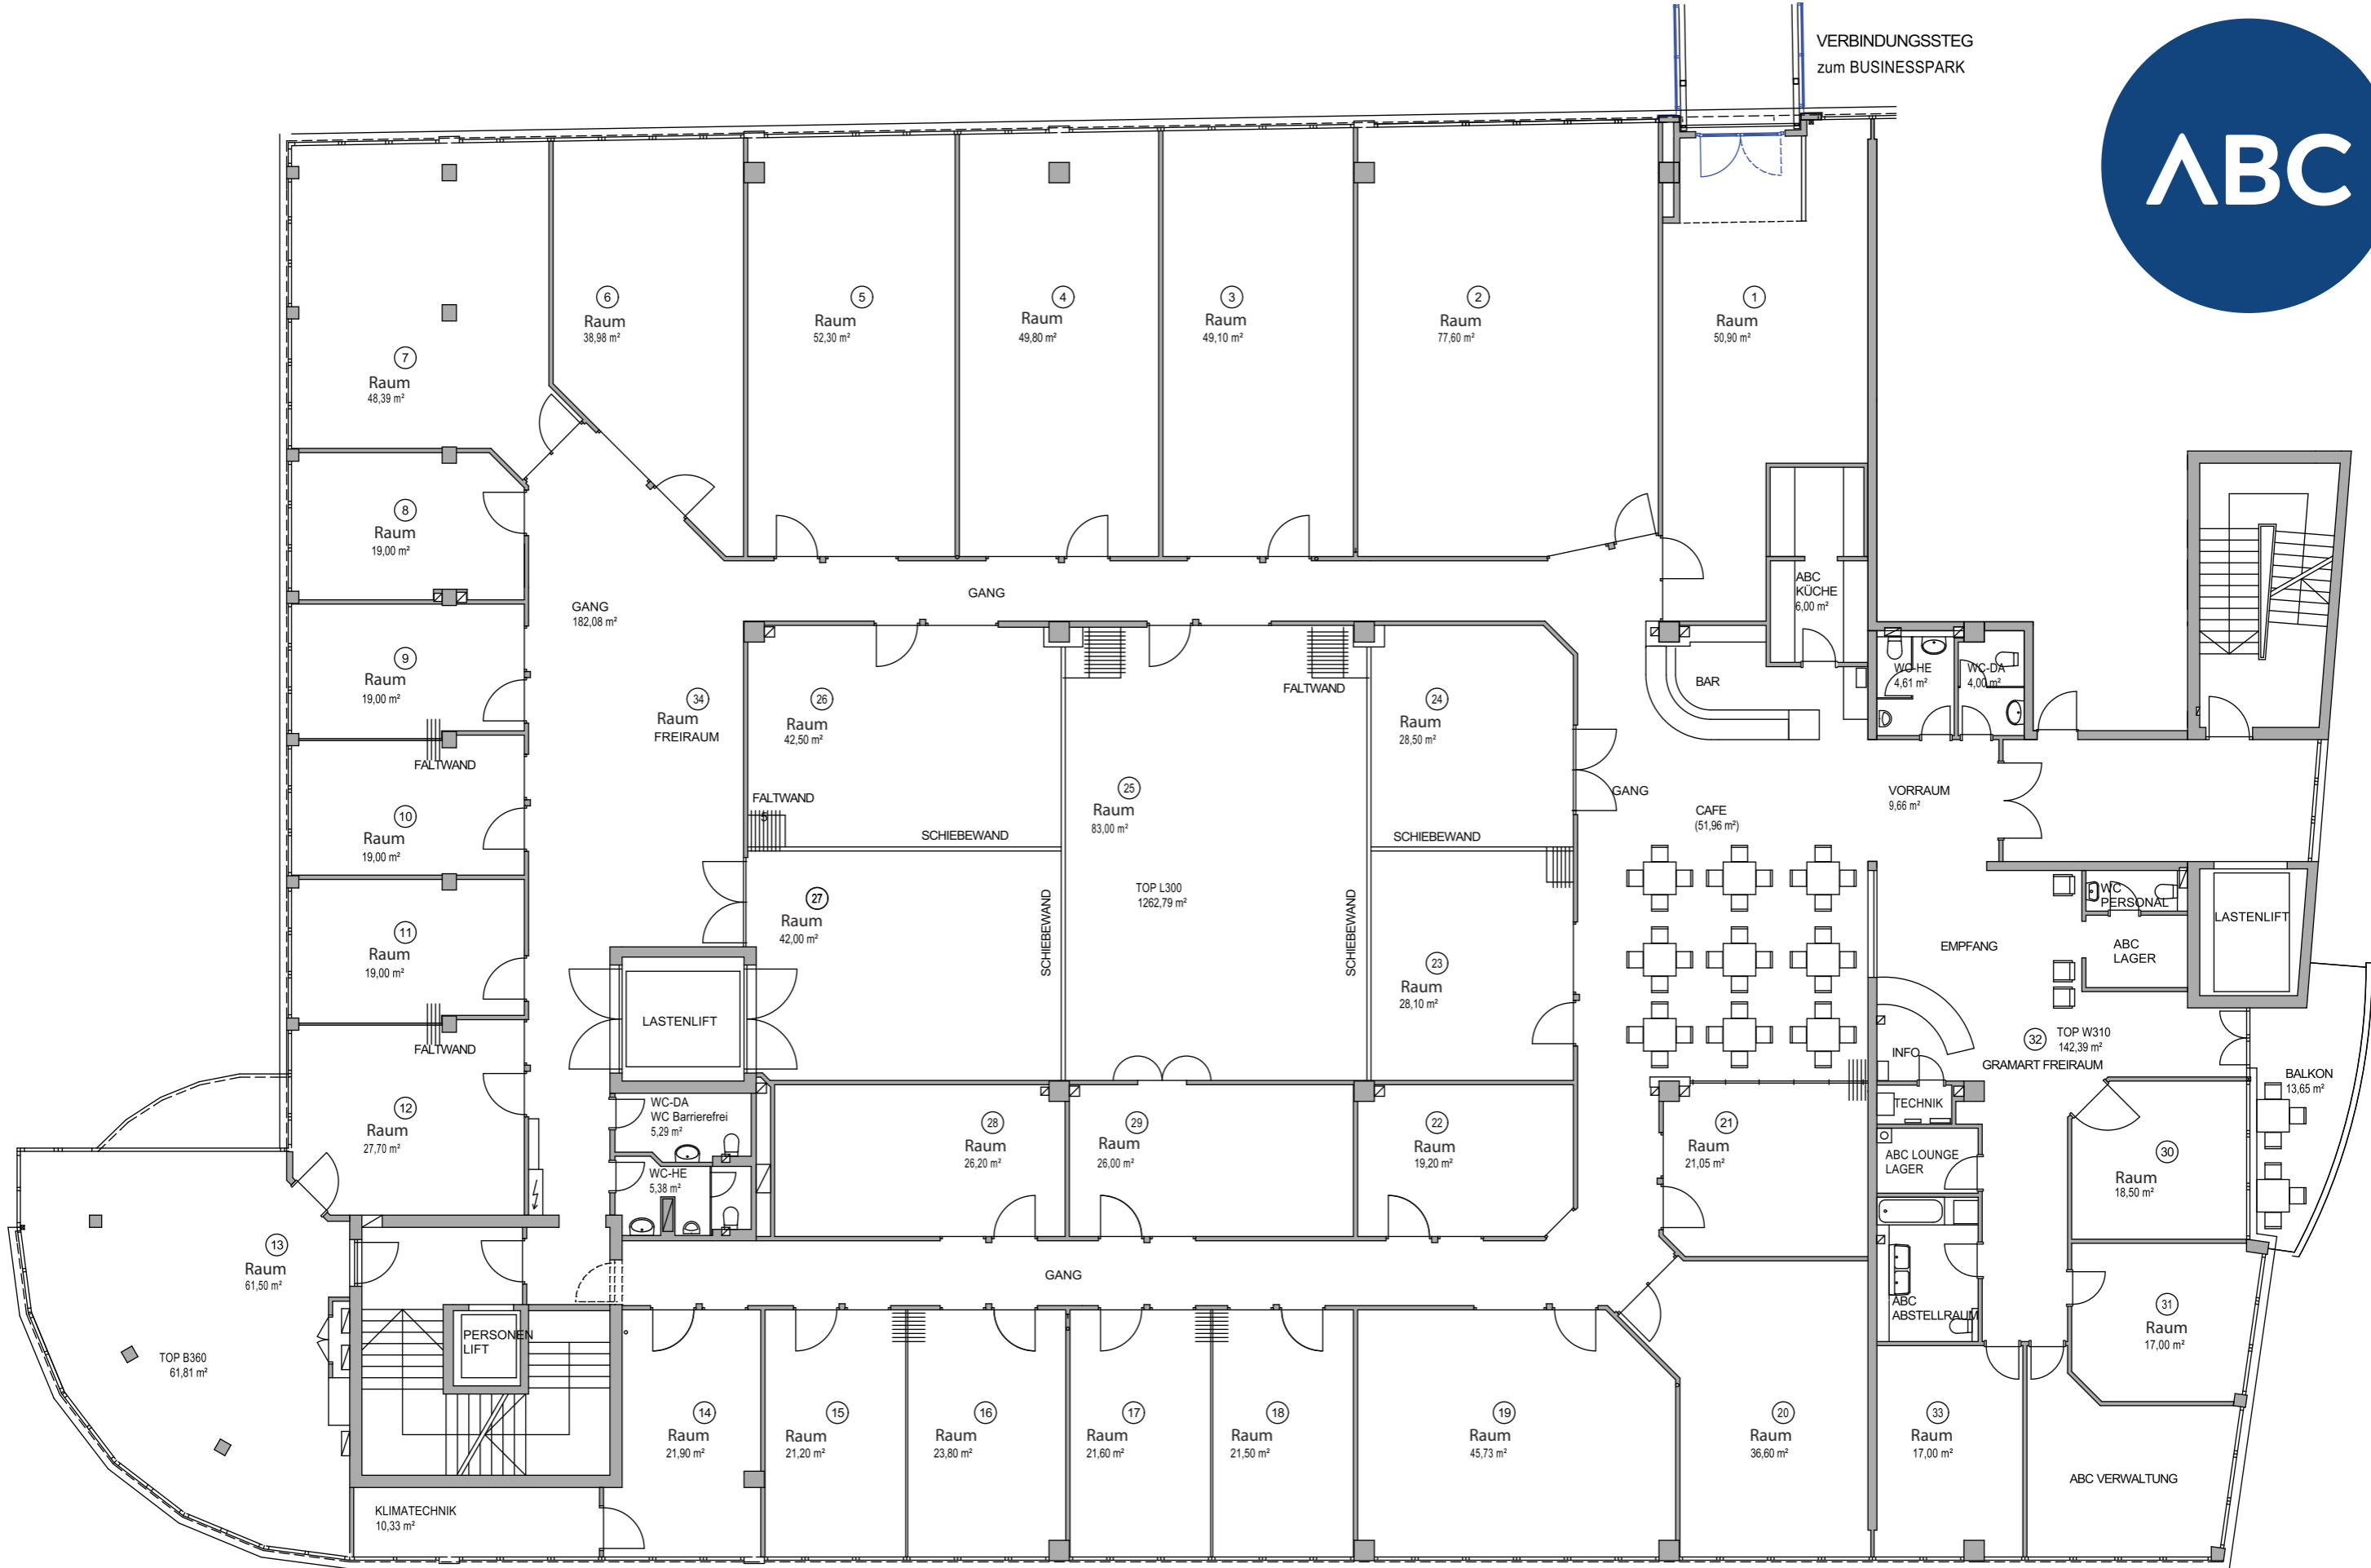 VERBINDUNGSSTEG
zum BUSINESSPARK
ABC
6
Raum
38,98 m²
5
Raum
52,30 m²
4
Raum
49,80 m²
3
Raum
49,10 m²
2
Raum
77,60 m²
1
Raum
50,90 m²
7
Raum
48,39 m²
8
Raum
19,00 m²
GANG
182,08 m²
GANG
ABC
KÜCHE
6,00 m²
9
Raum
19,00 m²
FALTWAND
34
Raum
FREIRAUM
26
Raum
42,50 m²
FALTWAND
5
SCHIEBEWAND
FALTWAND
25
Raum
83,00 m²
TOP L300
1262,79 m²
24
Raum
28,50 m²
SCHIEBEWAND
BAR
WC-HE
4,61 m²
WC-DA
4,00 m²
GANG
CAFE
(51,96 m²)
VORRAUM
9,66 m²
10
Raum
19,00 m²
11
Raum
19,00 m²
FALTWAND
27
Raum
42,00 m²
SCHIEBEWAND
SCHIEBEWAND
23
Raum
28,10 m²
LASTENLIFT
EMPFANG
WC
PERSONAL
ABC
LAGER
LASTENLIFT
INFO
32
TOP W310
142,39 m²
GRAMART FREIRAUM
BALKON
13,65 m²
12
Raum
27,70 m²
WC-DA
WC Barrierefrei
5,29 m²
WC-HE
5,38 m²
28
Raum
26,20 m²
29
Raum
26,00 m²
22
Raum
19,20 m²
21
Raum
21,05 m²
TECHNIK
ABC LOUNGE
LAGER
30
Raum
18,50 m²
13
Raum
61,50 m²
TOP B360
61,81 m²
GANG
PERSONEN
LIFT
ABC
ABSTELLRAUM
31
Raum
17,00 m²
14
Raum
21,90 m²
15
Raum
21,20 m²
16
Raum
23,80 m²
17
Raum
21,60 m²
18
Raum
21,50 m²
19
Raum
45,73 m²
20
Raum
36,60 m²
33
Raum
17,00 m²
ABC VERWALTUNG
KLIMATECHNIK
10,33 m²